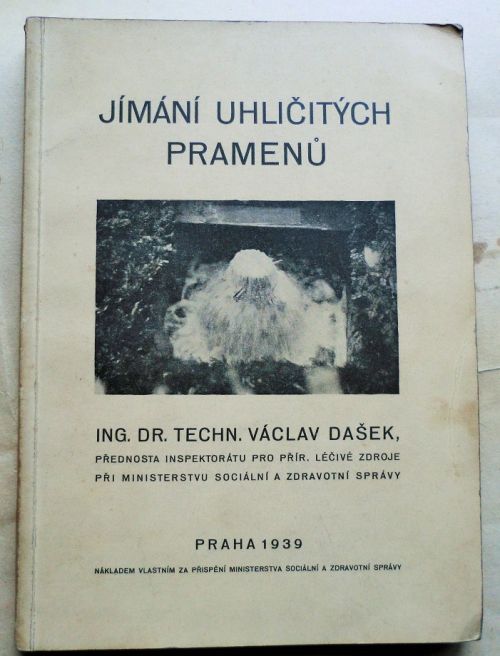 JÍMÁNÍ UHLIČITÝCH
PRAMENŮ
ING. DR. TECHN. VÁCLAV DAŠEK,
PŘEDNOSTA INSPEKTORÁTU PRO PŘÍR. LÉČIVÉ ZDROJE
PŘI MINISTERSTVU SOCIÁLNÍ A ZDRAVOTNÍ SPRÁVY
PRAHA 1939
NÁKLADEM VLASTNÍM ZA PŘISPĚNÍ MINISTERSTVA SOCIÁLNÍ A ZDRAVOTNÍ SPRÁVY